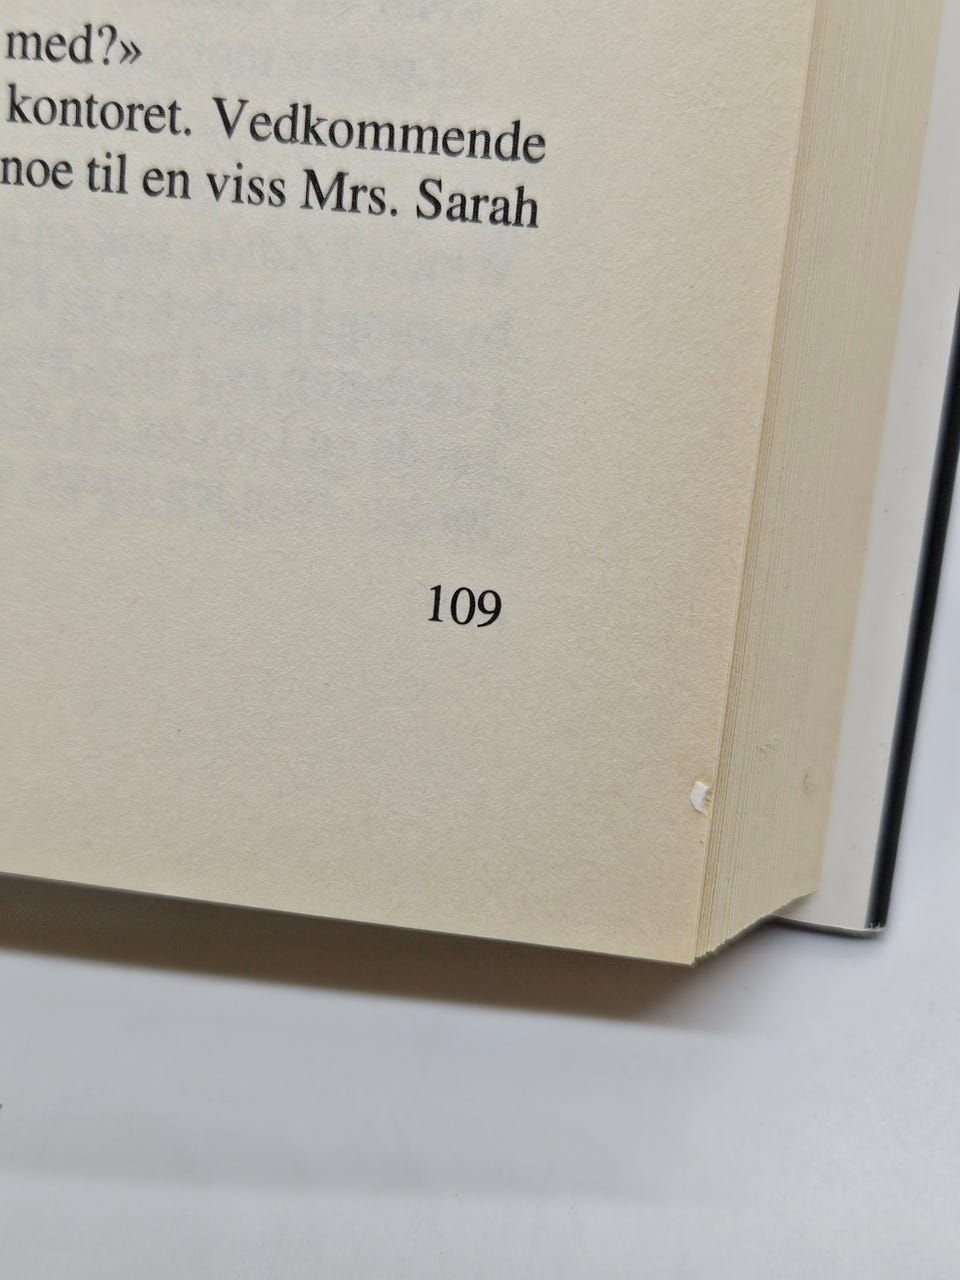 med?»
kontoret. Vedkommende
noe til en viss Mrs. Sarah
109